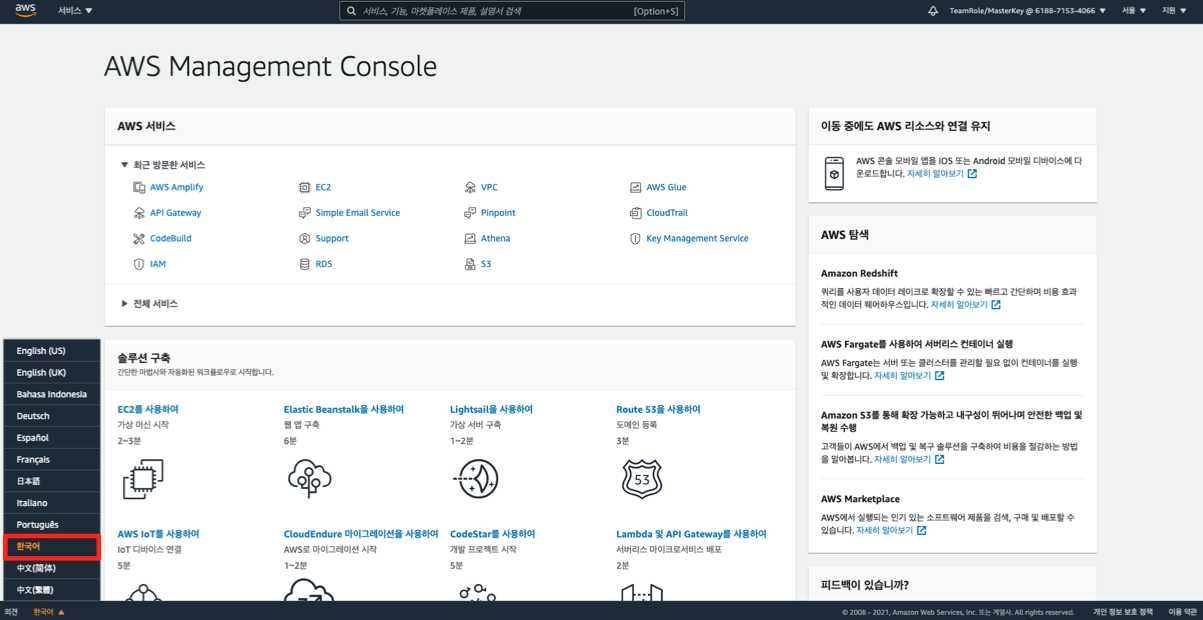 aws
서비스 ▼
서비스, 기능, 마켓플레이스 제품, 설명서 검색 [Option+S]
TeamRole/MasterKey @ 6188-7153-4066 ▼
서울 ▼
지원 ▼
AWS Management Console
AWS 서비스
▼ 최근 방문한 서비스
AWS Amplify
EC2
VPC
AWS Glue
API Gateway
Simple Email Service
Pinpoint
CloudTrail
CodeBuild
Support
Athena
Key Management Service
IAM
RDS
S3
▶ 전체 서비스
솔루션 구축
간단한 마법사와 자동화된 워크플로우로 시작합니다.
EC2를 사용하여
가상 머신 시작
2~3분
Elastic Beanstalk을 사용하여
웹 앱 구축
6분
Lightsail을 사용하여
가상 서버 구축
1~2분
Route 53을 사용하여
도메인 등록
3분
53
AWS IoT를 사용하여
IoT 디바이스 연결
5분
CloudEndure 마이그레이션을 사용하여
AWS로 마이그레이션 시작
1~2분
CodeStar를 사용하여
개발 프로젝트 시작
5분
Lambda 및 API Gateway를 사용하여
서버리스 마이크로서비스 배포
2분
이동 중에도 AWS 리소스와 연결 유지
AWS 콘솔 모바일 앱을 iOS 또는 Android 모바일 디바이스에 다
운로드합니다. 자세히 알아보기
AWS 탐색
Amazon Redshift
쿼리를 사용자 데이터 레이크로 확장할 수 있는 빠르고 간단하며 비용 효과
적인 데이터 웨어하우스입니다. 자세히 알아보기
AWS Fargate를 사용하여 서버리스 컨테이너 실행
AWS Fargate는 서버 또는 클러스터를 관리할 필요 없이 컨테이너를 실행
및 확장합니다. 자세히 알아보기
Amazon S3를 통해 확장 가능하고 내구성이 뛰어나며 안전한 백업 및
복원 수행
고객들이 AWS에서 백업 및 복구 솔루션을 구축하여 비용을 절감하는 방법
을 알아봅니다. 자세히 알아보기
AWS Marketplace
AWS에서 실행되는 인기 있는 소프트웨어 제품을 검색, 구매 및 배포할 수
있습니다. 자세히 알아보기
피드백이 있습니까?
English (US)
English (UK)
Bahasa Indonesia
Deutsch
Español
Français
日本語
Italiano
Português
한국어
中文(简体)
中文(繁體)
의견
한국어 ▲
© 2008 - 2021, Amazon Web Services, Inc. 또는 계열사. All rights reserved.
개인 정보 보호 정책
이용 약관